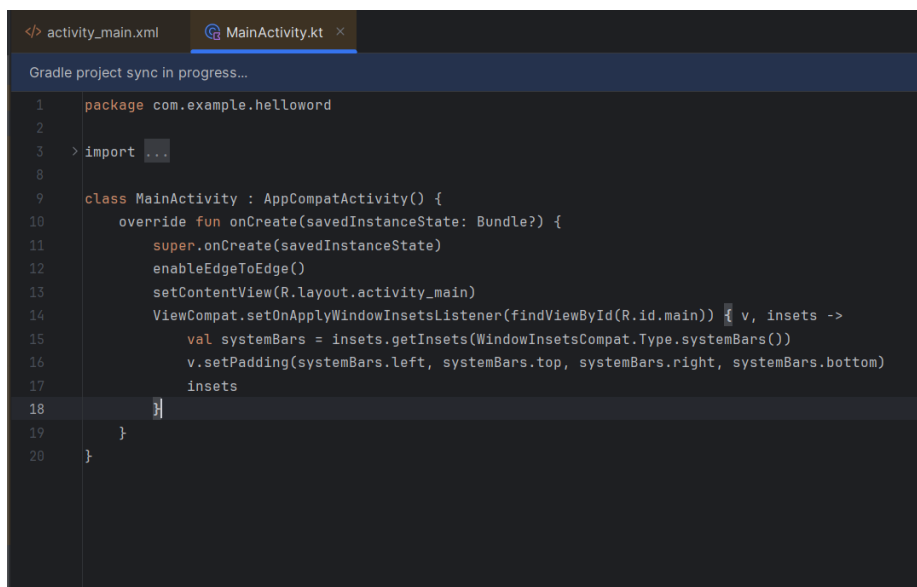 </> activity_main.xml MainActivity.kt ×
Gradle project sync in progress...
1 package com.example.helloword
2
3 > import ...
8
9 class MainActivity : AppCompatActivity() {
10 override fun onCreate(savedInstanceState: Bundle?) {
11 super.onCreate(savedInstanceState)
12 enableEdgeToEdge()
13 setContentView(R.layout.activity_main)
14 ViewCompat.setOnApplyWindowInsetsListener(findViewById(R.id.main)) { v, insets ->
15 val systemBars = insets.getInsets(WindowInsetsCompat.Type.systemBars())
16 v.setPadding(systemBars.left, systemBars.top, systemBars.right, systemBars.bottom)
17 insets
18 }
19 }
20 }